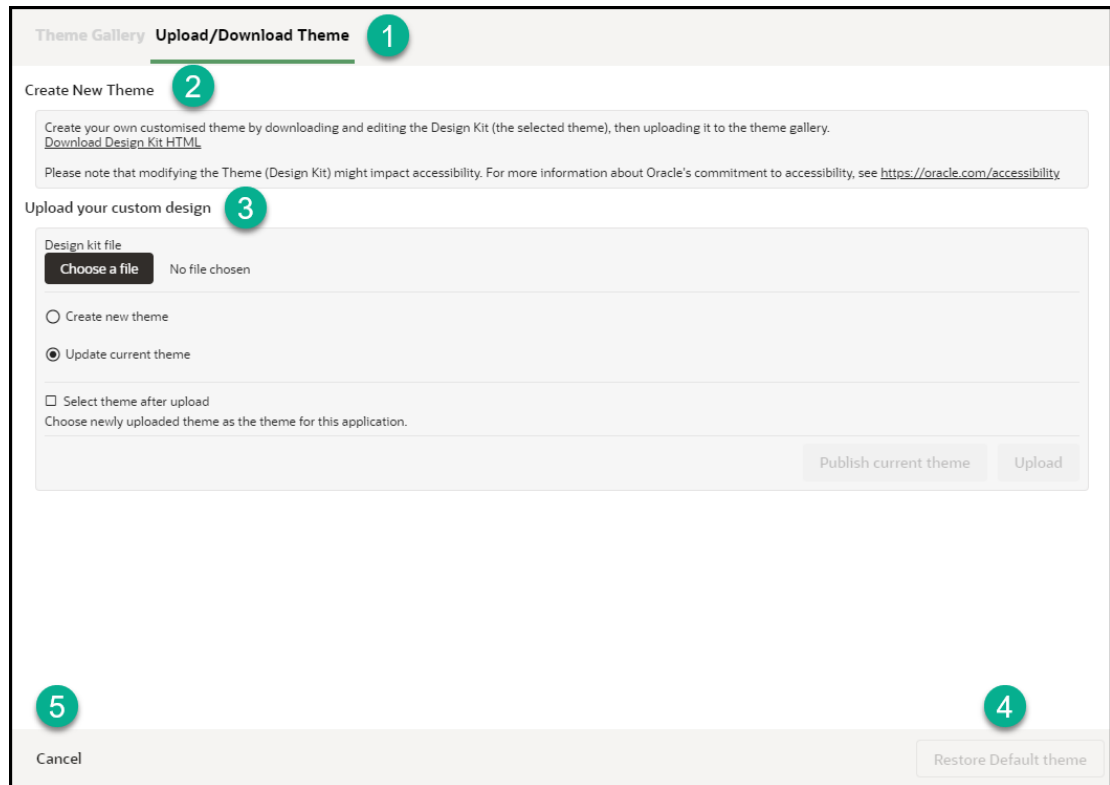 Theme Gallery Upload/Download Theme 1
Create New Theme 2
Create your own customised theme by downloading and editing the Design Kit (the selected theme), then uploading it to the theme gallery.
Download Design Kit HTML
Please note that modifying the Theme (Design Kit) might impact accessibility. For more information about Oracle's commitment to accessibility, see https://oracle.com/accessibility
Upload your custom design 3
Design kit file
Choose a file No file chosen
Create new theme
Update current theme
Select theme after upload
Choose newly uploaded theme as the theme for this application.
Publish current theme Upload
5 4
Cancel Restore Default theme